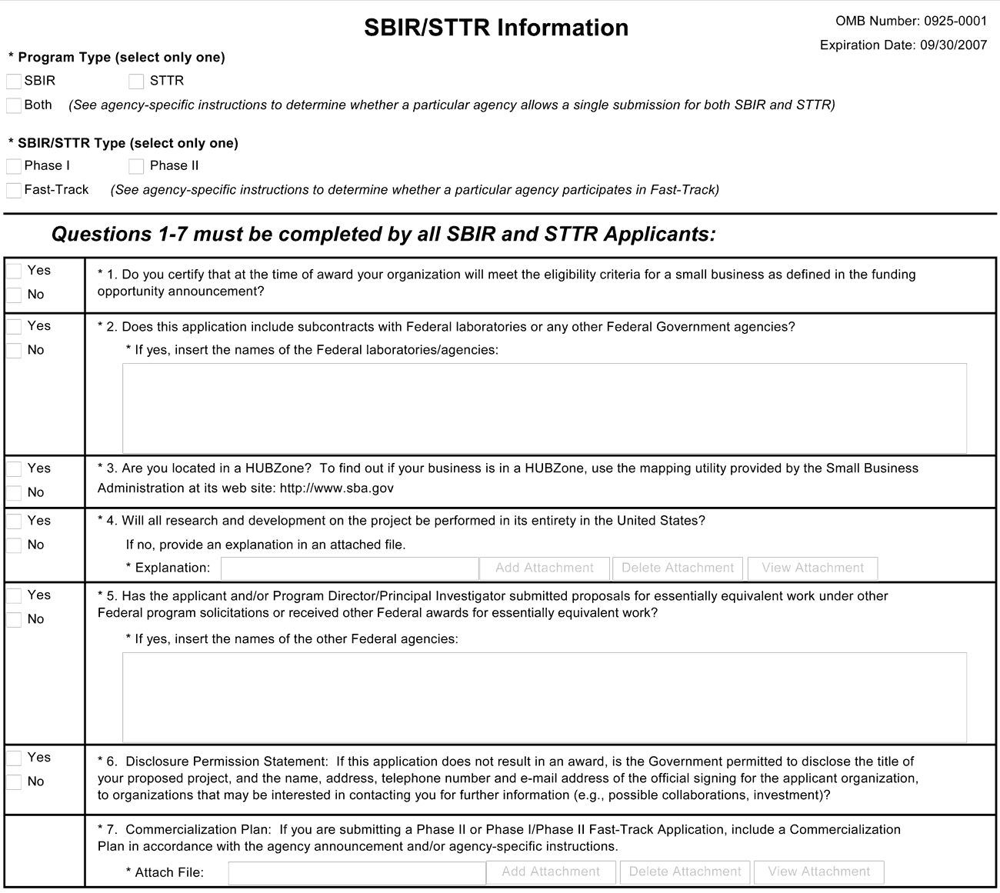 SBIR/STTR Information
OMB Number: 0925-0001
Expiration Date: 09/30/2007
* Program Type (select only one)
SBIR STTR
Both (See agency-specific instructions to determine whether a particular agency allows a single submission for both SBIR and STTR)
* SBIR/STTR Type (select only one)
Phase I Phase II
Fast-Track (See agency-specific instructions to determine whether a particular agency participates in Fast-Track)
Questions 1-7 must be completed by all SBIR and STTR Applicants:
Yes
No
* 1. Do you certify that at the time of award your organization will meet the eligibility criteria for a small business as defined in the funding
opportunity announcement?
Yes
No
* 2. Does this application include subcontracts with Federal laboratories or any other Federal Government agencies?
* If yes, insert the names of the Federal laboratories/agencies:
Yes
No
* 3. Are you located in a HUBZone? To find out if your business is in a HUBZone, use the mapping utility provided by the Small Business
Administration at its web site: http://www.sba.gov
Yes
No
* 4. Will all research and development on the project be performed in its entirety in the United States?
If no, provide an explanation in an attached file.
* Explanation: Add Attachment Delete Attachment View Attachment
Yes
No
* 5. Has the applicant and/or Program Director/Principal Investigator submitted proposals for essentially equivalent work under other
Federal program solicitations or received other Federal awards for essentially equivalent work?
* If yes, insert the names of the other Federal agencies:
Yes
No
* 6. Disclosure Permission Statement: If this application does not result in an award, is the Government permitted to disclose the title of
your proposed project, and the name, address, telephone number and e-mail address of the official signing for the applicant organization,
to organizations that may be interested in contacting you for further information (e.g., possible collaborations, investment)?
* 7. Commercialization Plan: If you are submitting a Phase II or Phase I/Phase II Fast-Track Application, include a Commercialization
Plan in accordance with the agency announcement and/or agency-specific instructions.
* Attach File: Add Attachment Delete Attachment View Attachment